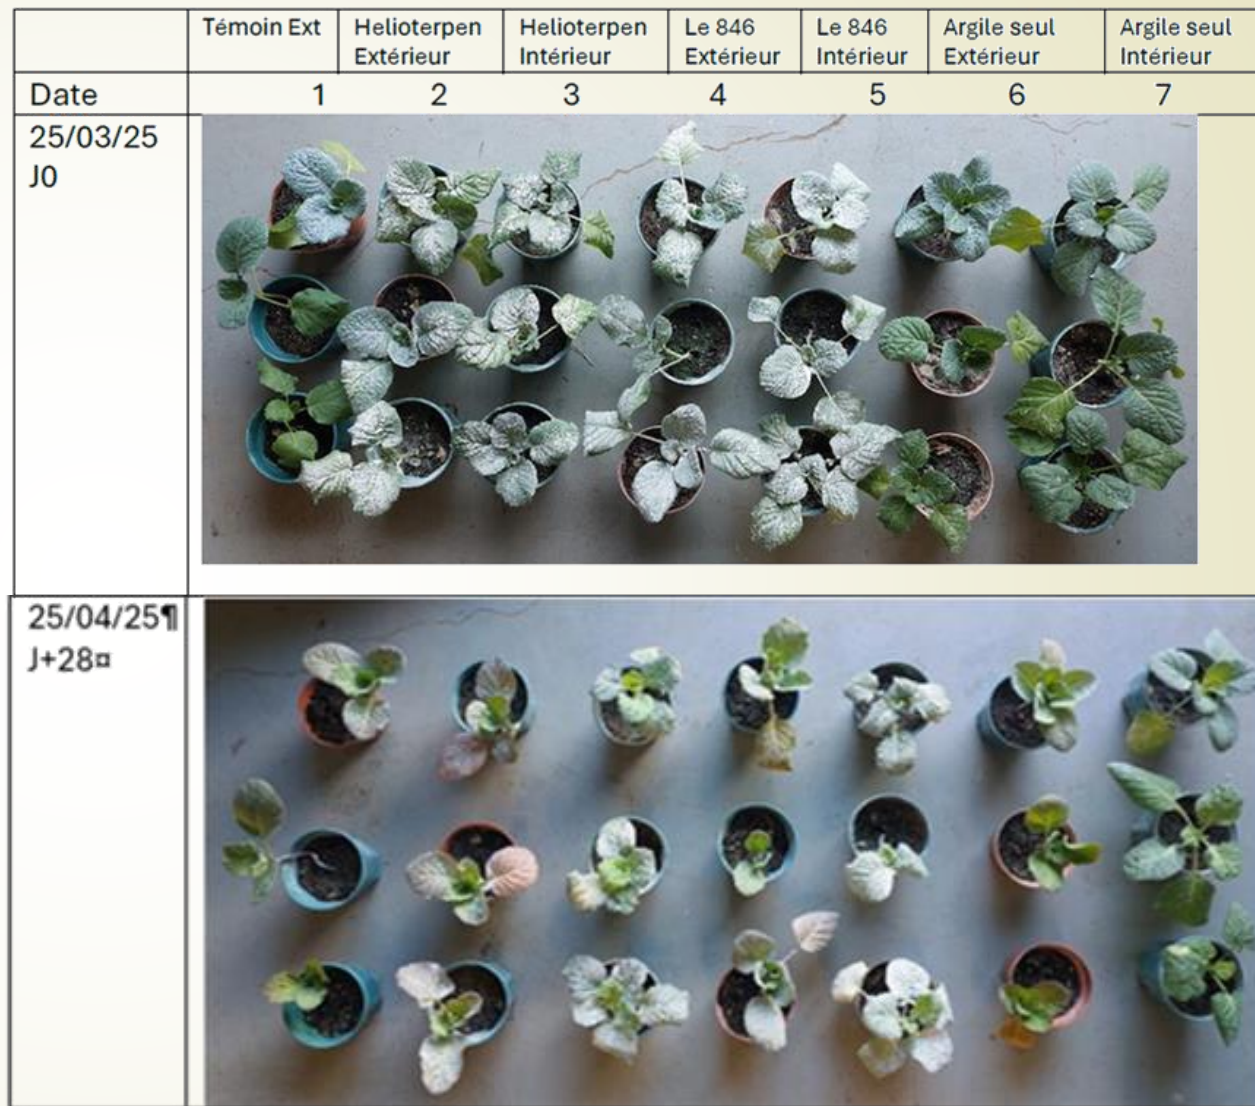 Témoin Ext
Helioterpen
Extérieur
Helioterpen
Intérieur
Le 846
Extérieur
Le 846
Intérieur
Argile seul
Extérieur
Argile seul
Intérieur
Date 1 2 3 4 5 6 7
25/03/25
J0
25/04/25¶
J+28¤